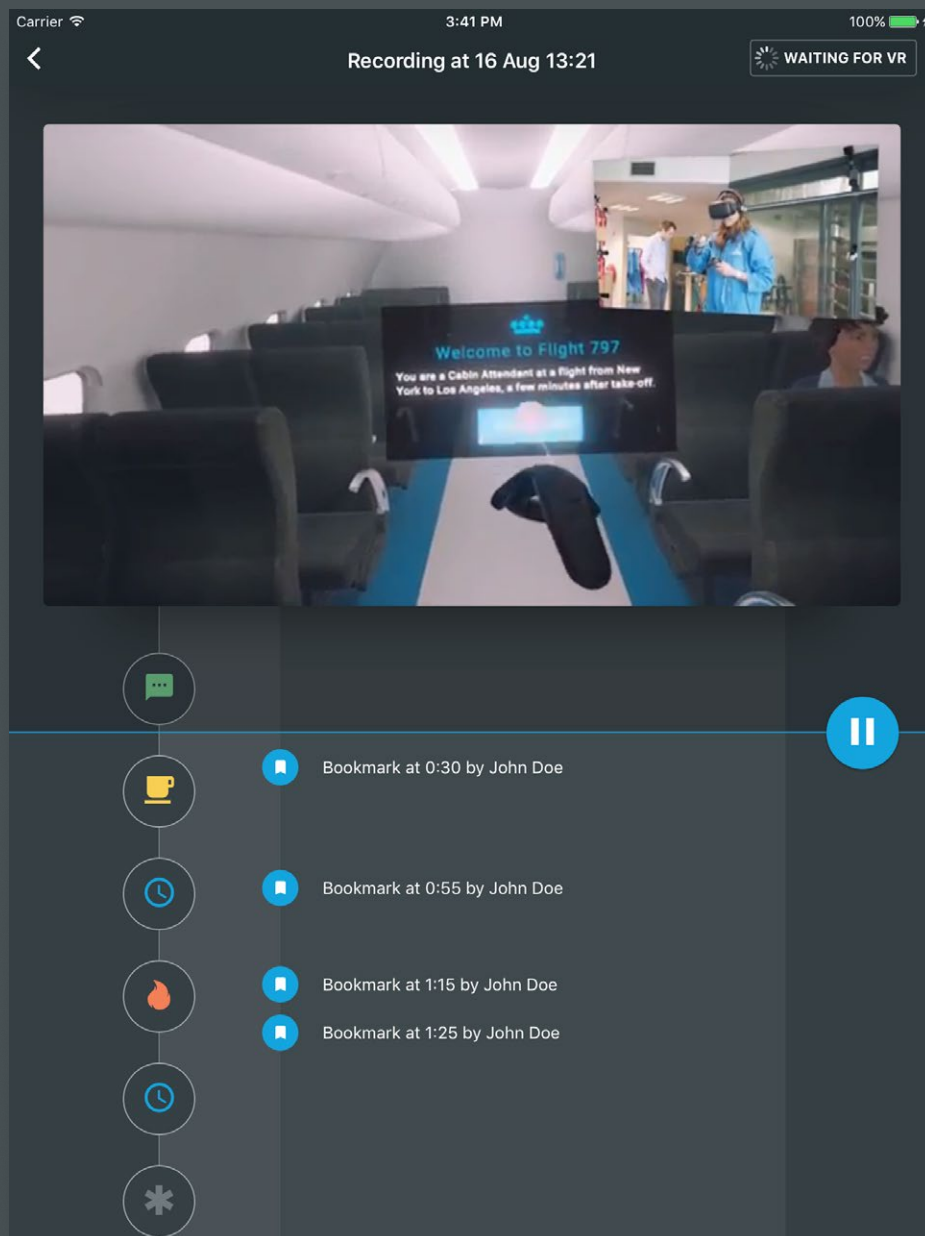 Carrier
3:41 PM
100%
Recording at 16 Aug 13:21
WAITING FOR VR
Welcome to Flight 797
You are a Cabin Attendant at a flight from New
York to Los Angeles, a few minutes after take-off.
Bookmark at 0:30 by John Doe
Bookmark at 0:55 by John Doe
Bookmark at 1:15 by John Doe
Bookmark at 1:25 by John Doe